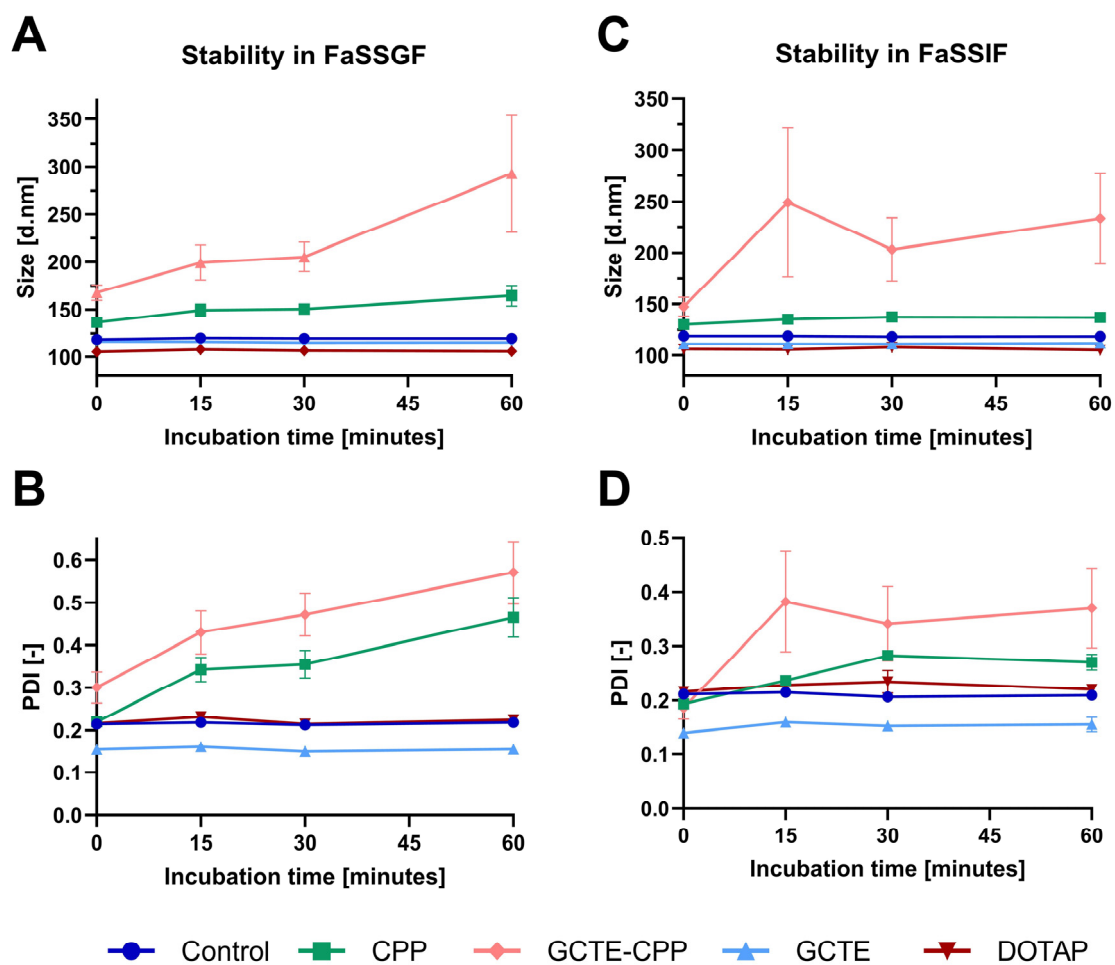 A
Stability in FaSSGF
350
300
250
200
150
100
Size [d.nm]
0 15 30 45 60
Incubation time [minutes]
C
Stability in FaSSIF
350
300
250
200
150
100
Size [d.nm]
0 15 30 45 60
Incubation time [minutes]
B
0.6
0.5
0.4
0.3
0.2
0.1
0.0
PDI [-]
0 15 30 45 60
Incubation time [minutes]
D
0.5
0.4
0.3
0.2
0.1
0.0
PDI [-]
0 15 30 45 60
Incubation time [minutes]
Control CPP GCTE-CPP GCTE DOTAP